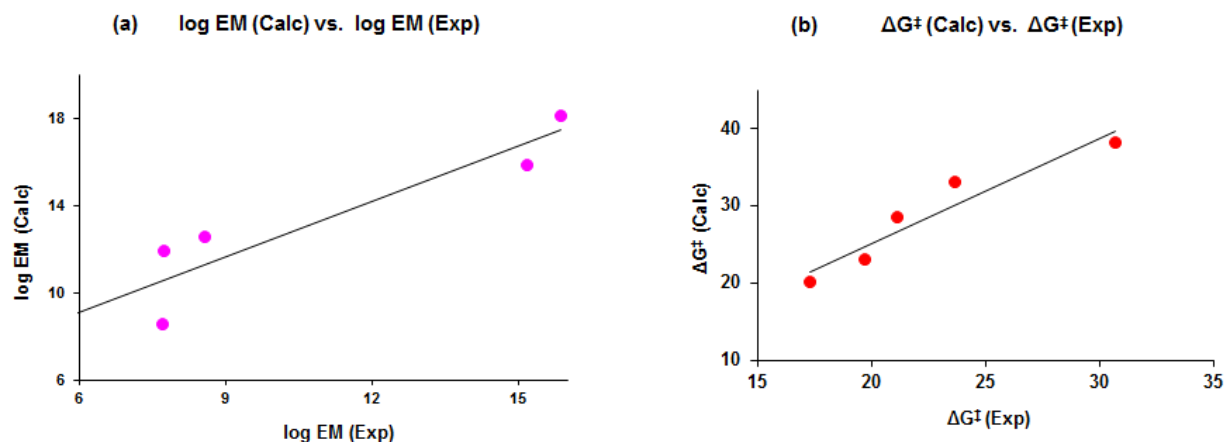 (a) log EM (Calc) vs. log EM (Exp)
log EM (Calc)
18
14
10
6
6 9 12 15
log EM (Exp)
(b) ΔG‡ (Calc) vs. ΔG‡ (Exp)
ΔG‡ (Calc)
40
30
20
10
15 20 25 30 35
ΔG‡ (Exp)